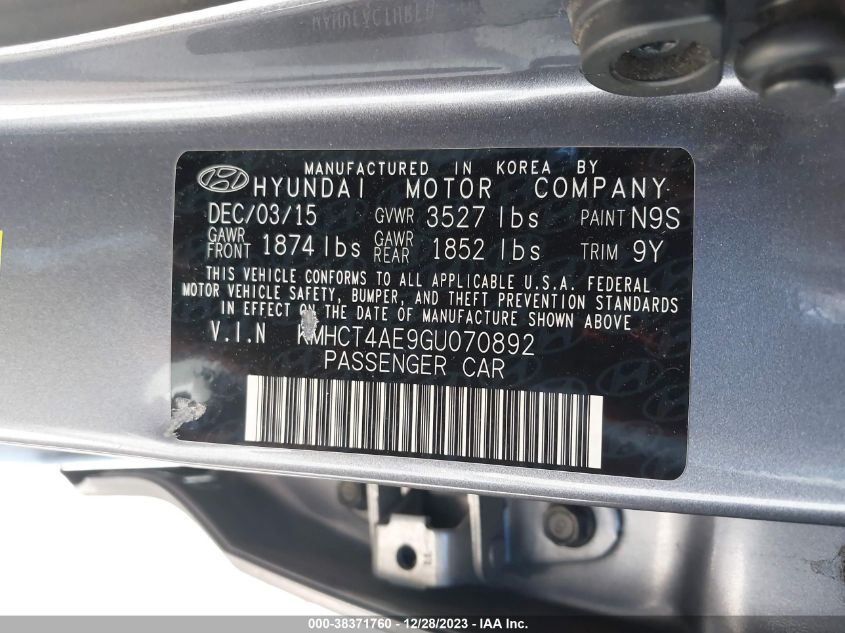 MANUFACTURED IN KOREA BY
HYUNDAI MOTOR COMPANY
DEC/03/15 GVWR 3527 lbs PAINT N9S
GAWR FRONT 1874 lbs GAWR REAR 1852 lbs TRIM 9Y
THIS VEHICLE CONFORMS TO ALL APPLICABLE U.S.A. FEDERAL
MOTOR VEHICLE SAFETY, BUMPER, AND THEFT PREVENTION STANDARDS
IN EFFECT ON THE DATE OF MANUFACTURE SHOWN ABOVE
V.I.N KMHCT4AE9GU070892
PASSENGER CAR
000-38371760 - 12/28/2023 - IAA Inc.